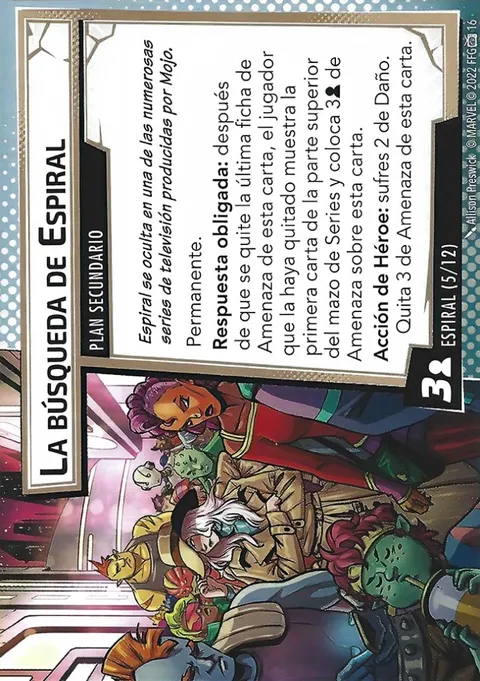 LA BÚSQUEDA DE ESPIRAL
PLAN SECUNDARIO
Espiral se oculta en una de las numerosas
series de televisión producidas por Mojo.
Permanente.
Respuesta obligada: después
de que se quite la última ficha de
Amenaza de esta carta, el jugador
que la haya quitado muestra la
primera carta de la parte superior
del mazo de Series y coloca 3 de
Amenaza sobre esta carta.
Acción de Héroe: sufres 2 de Daño.
Quita 3 de Amenaza de esta carta.
3
ESPIRAL (5/12)
Allison Preswick © MARVEL © 2022 FFG 16